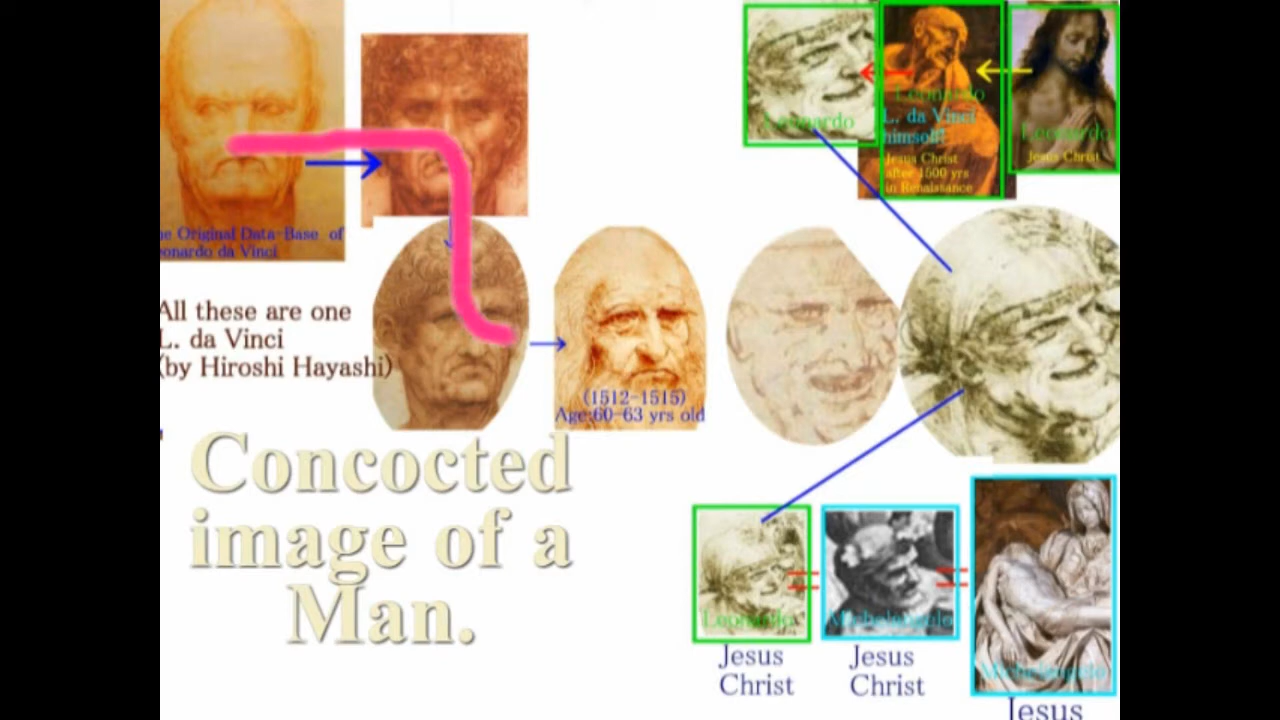 Leonardo
Leonardo
L. da Vinci
himself!
Jesus Christ
after 1500 yrs
in Renaissance
Leonardo
Jesus Christ
e Original Data-Base of
eonardo da Vinci
All these are one
L. da Vinci
(by Hiroshi Hayashi)
(1512-1515)
Age:60-63 yrs old
Concocted
image of a
Man.
Leonardo
Michelangelo
Michelangelo
Jesus
Christ
Jesus
Christ
Jesus